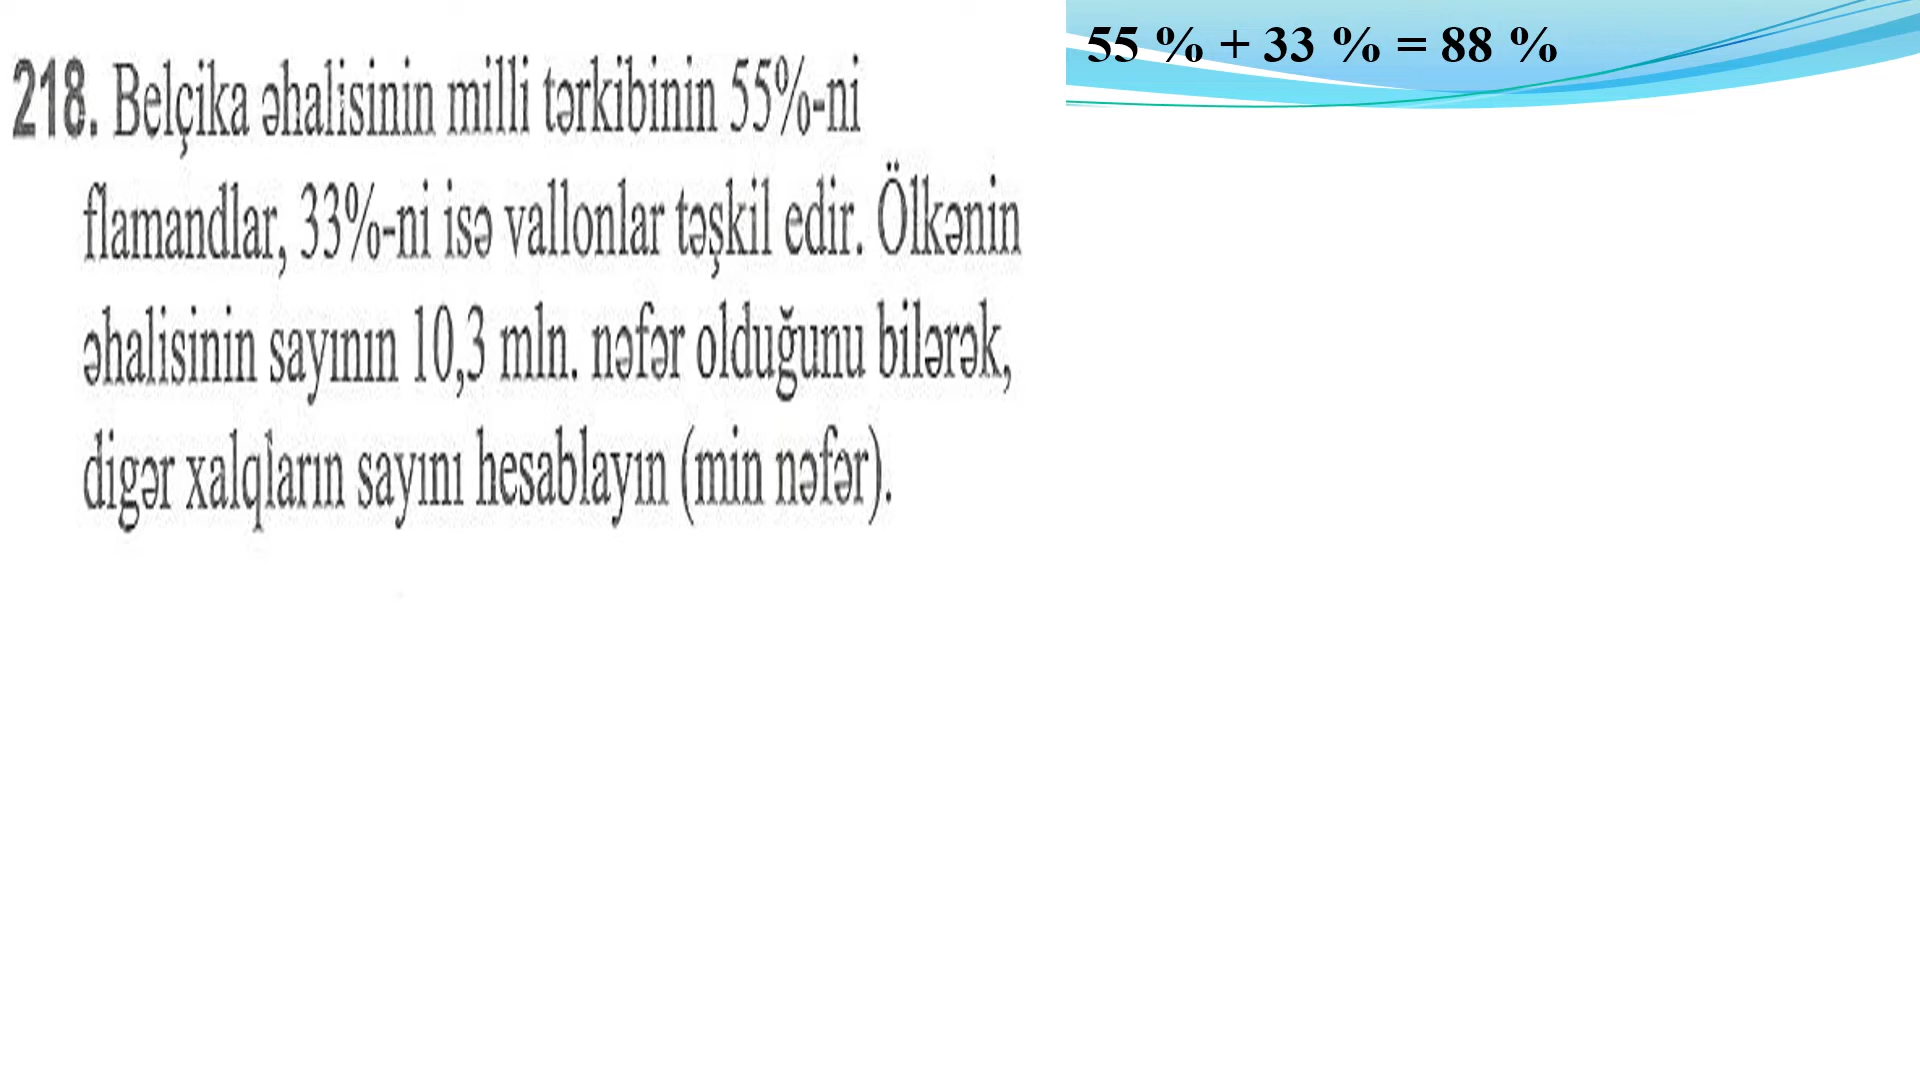 218. Belçika əhalisinin milli tərkibinin 55%-ni
flamandlar, 33%-ni isə vallonlar təşkil edir. Ölkənin
əhalisinin sayının 10,3 mln. nəfər olduğunu bilərək,
digər xalqların sayını hesablayın (min nəfər).
55 % + 33 % = 88 %